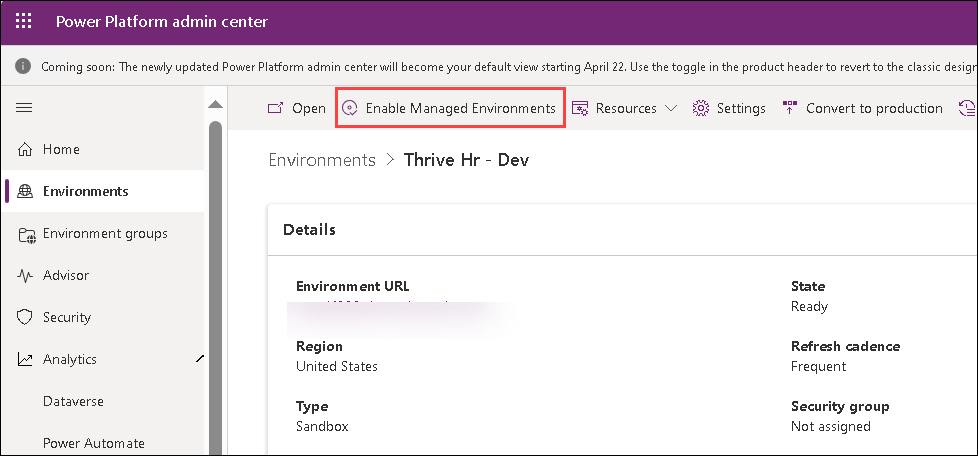 Power Platform admin center
Coming soon: The newly updated Power Platform admin center will become your default view starting April 22. Use the toggle in the product header to revert to the classic design
Open
Enable Managed Environments
Resources
Settings
Convert to production
Home
Environments
Environment groups
Advisor
Security
Analytics
Dataverse
Power Automate
Environments > Thrive Hr - Dev
Details
Environment URL
State
Ready
Region
United States
Refresh cadence
Frequent
Type
Sandbox
Security group
Not assigned